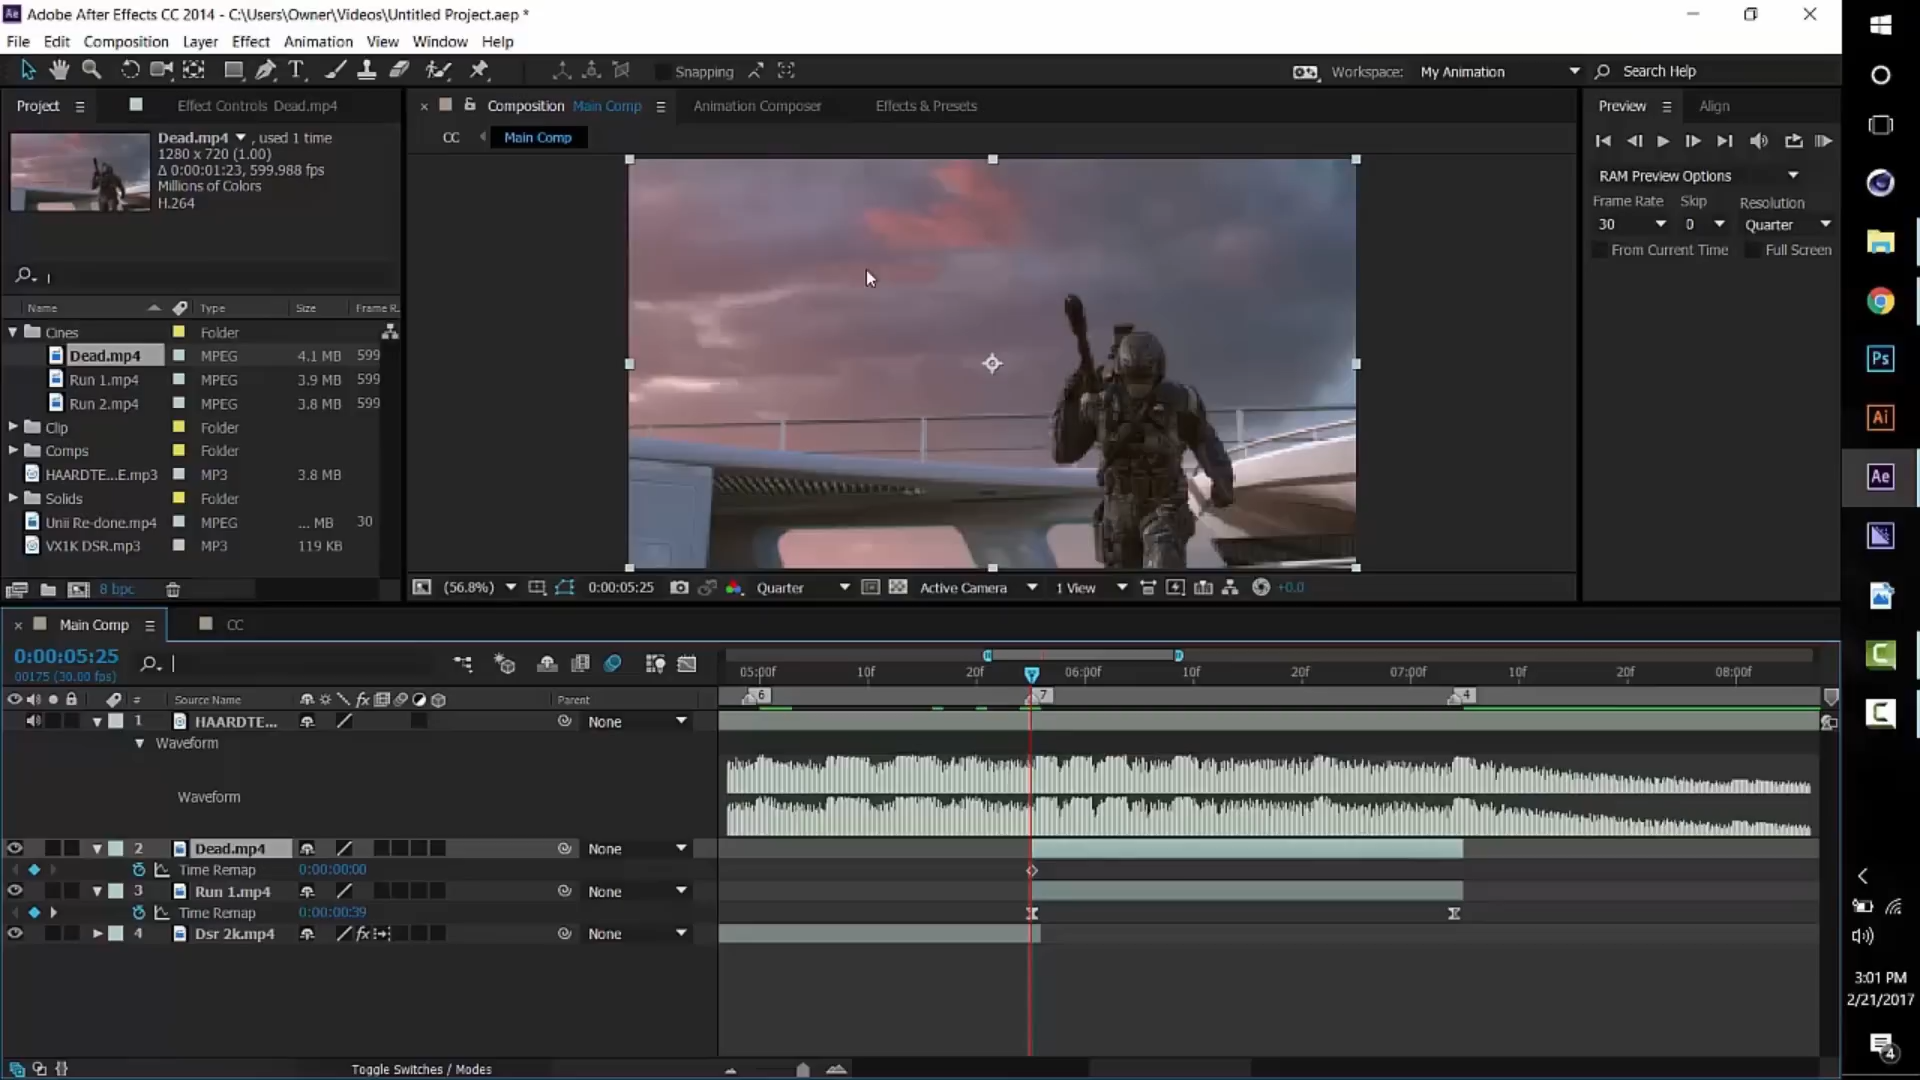 Ae Adobe After Effects CC 2014 - C:\Users\Owner\Videos\Untitled Project.aep *
File Edit Composition Layer Effect Animation View Window Help
T Snapping Workspace: My Animation Search Help
Project Effect Controls Dead.mp4 Composition Main Comp Animation Composer Effects & Presets Preview Align
CC Main Comp
Dead.mp4 , used 1 time
1280 x 720 (1.00)
Δ 0:00:01:23, 599.988 fps
Millions of Colors
H.264
RAM Preview Options
Frame Rate Skip Resolution
30 0 Quarter
From Current Time Full Screen
Name Type Size Frame R...
Cines Folder
Dead.mp4 MPEG 4.1 MB 599
Run 1.mp4 MPEG 3.9 MB 599
Run 2.mp4 MPEG 3.8 MB 599
Clip Folder
Comps Folder
HAARDTE...E.mp3 MP3 3.8 MB
Solids Folder
Unii Re-done.mp4 MPEG ... MB 30
VX1K DSR.mp3 MP3 119 KB
8 bpc
(56.8%) 0:00:05:25 Quarter Active Camera 1 View +0.0
Main Comp CC
0:00:05:25
00175 (30.00 fps)
05:00f 10f 20f 06:00f 10f 20f 07:00f 10f 20f 08:00f
6 7 4
# Source Name fx Parent
1 HAARDTE... None
Waveform
Waveform
2 Dead.mp4 None
Time Remap 0:00:00:00
3 Run 1.mp4 None
Time Remap 0:00:00:39
4 Dsr 2k.mp4 fx None
Toggle Switches / Modes
Ps
Ai
Ae
C
C
3:01 PM
2/21/2017
4